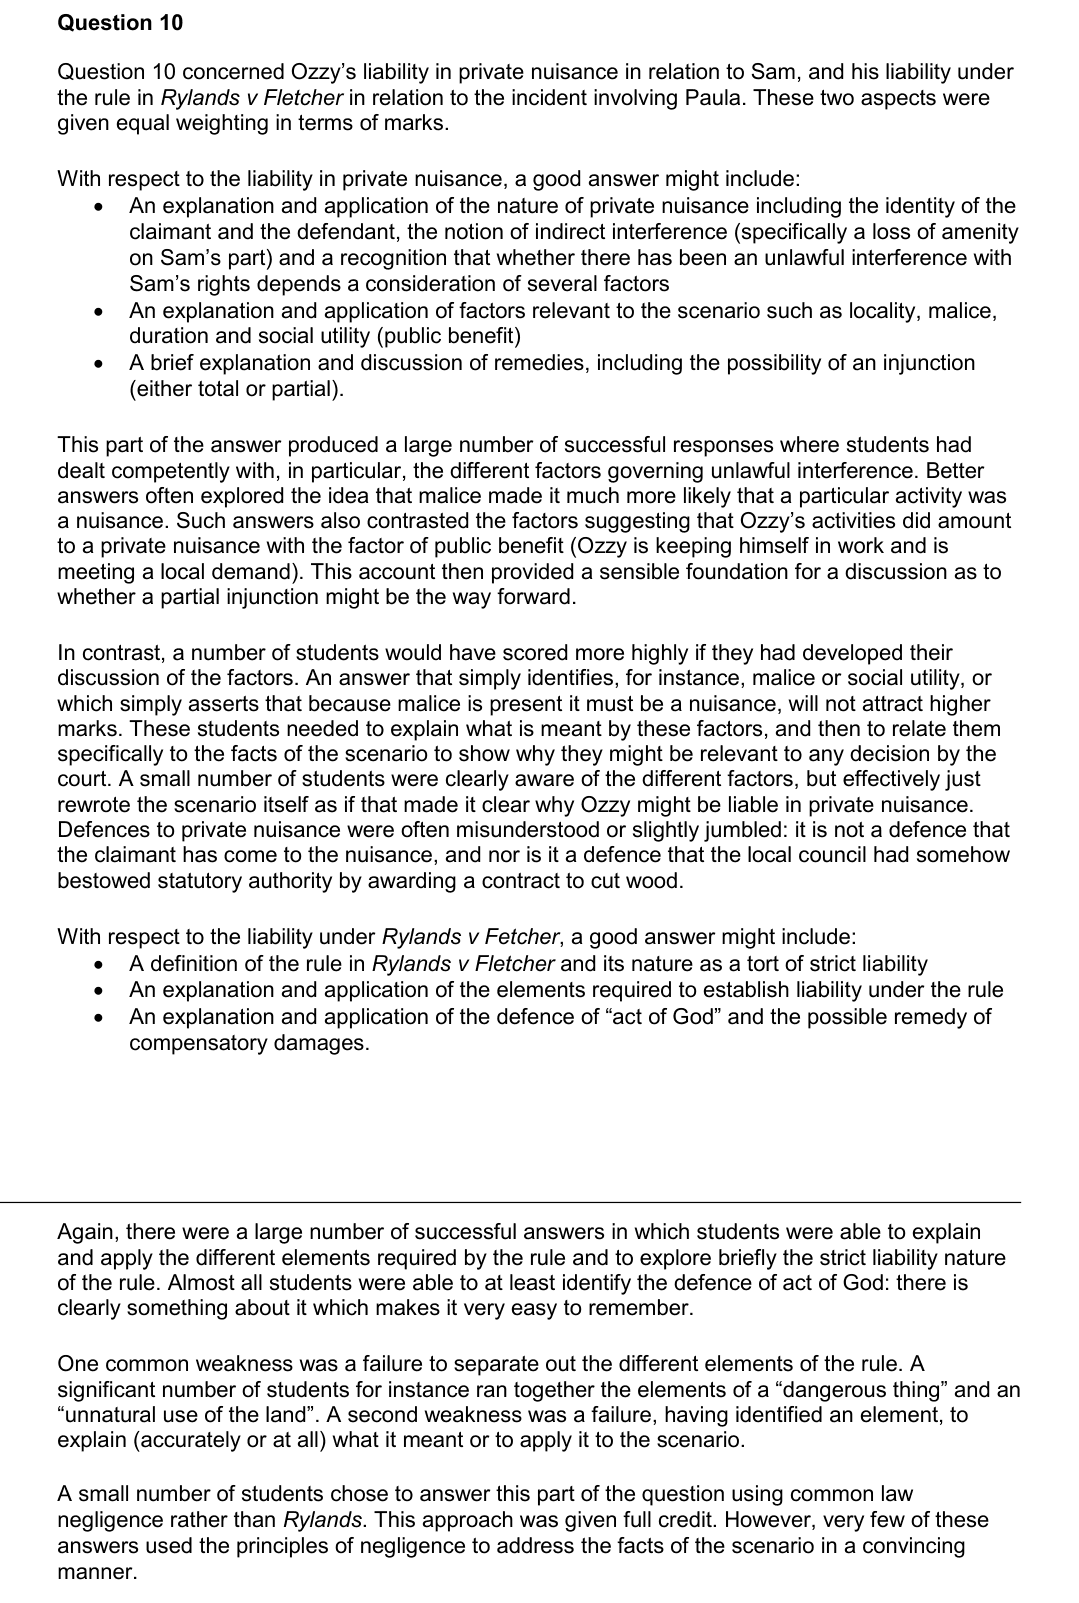 Question 10
Question 10 concerned Ozzy’s liability in private nuisance in relation to Sam, and his liability under
the rule in Rylands v Fletcher in relation to the incident involving Paula. These two aspects were
given equal weighting in terms of marks.
With respect to the liability in private nuisance, a good answer might include:
• An explanation and application of the nature of private nuisance including the identity of the
claimant and the defendant, the notion of indirect interference (specifically a loss of amenity
on Sam’s part) and a recognition that whether there has been an unlawful interference with
Sam’s rights depends a consideration of several factors
• An explanation and application of factors relevant to the scenario such as locality, malice,
duration and social utility (public benefit)
• A brief explanation and discussion of remedies, including the possibility of an injunction
(either total or partial).
This part of the answer produced a large number of successful responses where students had
dealt competently with, in particular, the different factors governing unlawful interference. Better
answers often explored the idea that malice made it much more likely that a particular activity was
a nuisance. Such answers also contrasted the factors suggesting that Ozzy’s activities did amount
to a private nuisance with the factor of public benefit (Ozzy is keeping himself in work and is
meeting a local demand). This account then provided a sensible foundation for a discussion as to
whether a partial injunction might be the way forward.
In contrast, a number of students would have scored more highly if they had developed their
discussion of the factors. An answer that simply identifies, for instance, malice or social utility, or
which simply asserts that because malice is present it must be a nuisance, will not attract higher
marks. These students needed to explain what is meant by these factors, and then to relate them
specifically to the facts of the scenario to show why they might be relevant to any decision by the
court. A small number of students were clearly aware of the different factors, but effectively just
rewrote the scenario itself as if that made it clear why Ozzy might be liable in private nuisance.
Defences to private nuisance were often misunderstood or slightly jumbled: it is not a defence that
the claimant has come to the nuisance, and nor is it a defence that the local council had somehow
bestowed statutory authority by awarding a contract to cut wood.
With respect to the liability under Rylands v Fetcher, a good answer might include:
• A definition of the rule in Rylands v Fletcher and its nature as a tort of strict liability
• An explanation and application of the elements required to establish liability under the rule
• An explanation and application of the defence of “act of God” and the possible remedy of
compensatory damages.
Again, there were a large number of successful answers in which students were able to explain
and apply the different elements required by the rule and to explore briefly the strict liability nature
of the rule. Almost all students were able to at least identify the defence of act of God: there is
clearly something about it which makes it very easy to remember.
One common weakness was a failure to separate out the different elements of the rule. A
significant number of students for instance ran together the elements of a “dangerous thing” and an
“unnatural use of the land”. A second weakness was a failure, having identified an element, to
explain (accurately or at all) what it meant or to apply it to the scenario.
A small number of students chose to answer this part of the question using common law
negligence rather than Rylands. This approach was given full credit. However, very few of these
answers used the principles of negligence to address the facts of the scenario in a convincing
manner.